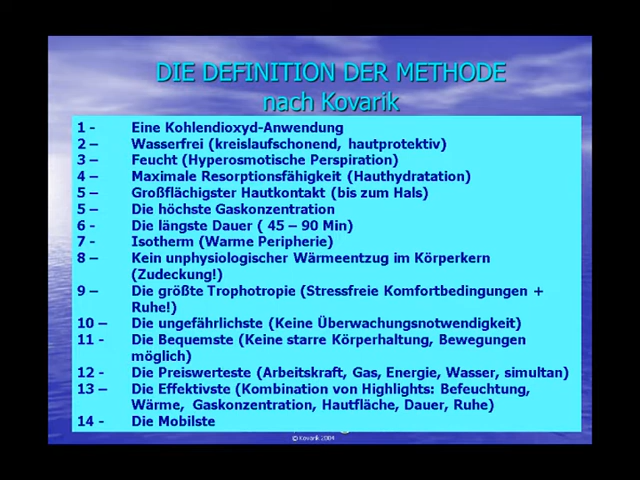 DIE DEFINITION DER METHODE
nach Kovarik
1 - Eine Kohlendioxyd-Anwendung
2 – Wasserfrei (kreislaufschonend, hautprotektiv)
3 – Feucht (Hyperosmotische Perspiration)
4 – Maximale Resorptionsfähigkeit (Hauthydratation)
5 – Großflächigster Hautkontakt (bis zum Hals)
5 – Die höchste Gaskonzentration
6 - Die längste Dauer ( 45 – 90 Min)
7 - Isotherm (Warme Peripherie)
8 – Kein unphysiologischer Wärmeentzug im Körperkern
(Zudeckung!)
9 – Die größte Trophotropie (Stressfreie Komfortbedingungen +
Ruhe!)
10 – Die ungefährlichste (Keine Überwachungsnotwendigkeit)
11 - Die Bequemste (Keine starre Körperhaltung, Bewegungen
möglich)
12 - Die Preiswerteste (Arbeitskraft, Gas, Energie, Wasser, simultan)
13 – Die Effektivste (Kombination von Highlights: Befeuchtung,
Wärme, Gaskonzentration, Hautfläche, Dauer, Ruhe)
14 - Die Mobilste
© Kovarik 2004